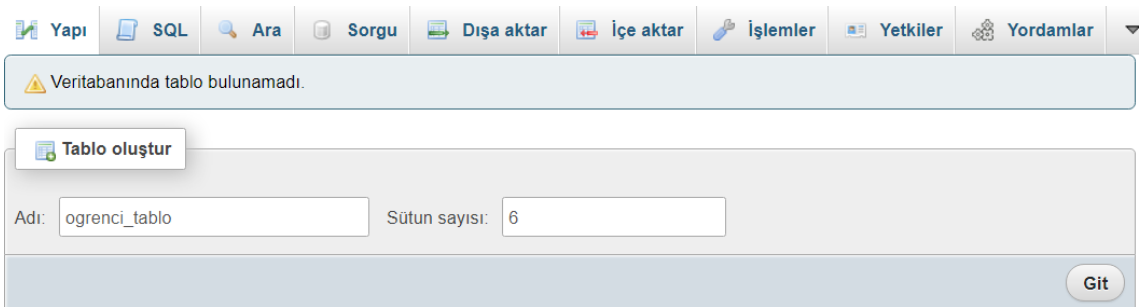 Yapı SQL Ara Sorgu Dışa aktar İçe aktar İşlemler Yetkiler Yordamlar
Veritabanında tablo bulunamadı.
Tablo oluştur
Adı: ogrenci_tablo Sütun sayısı: 6
Git